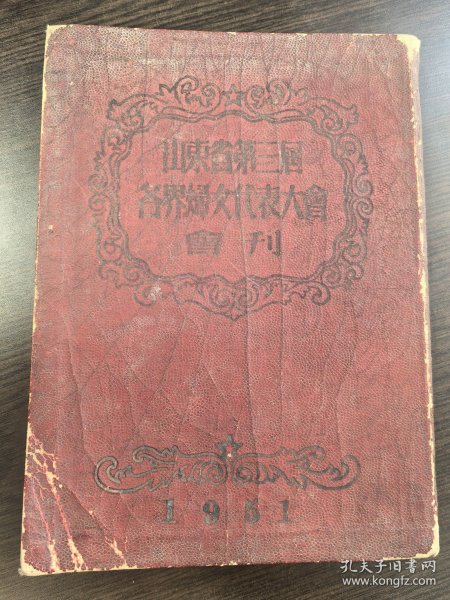 山東省第三屆
各界婦女代表大會
會刊
1951
孔夫子旧书网
www.kongfz.com